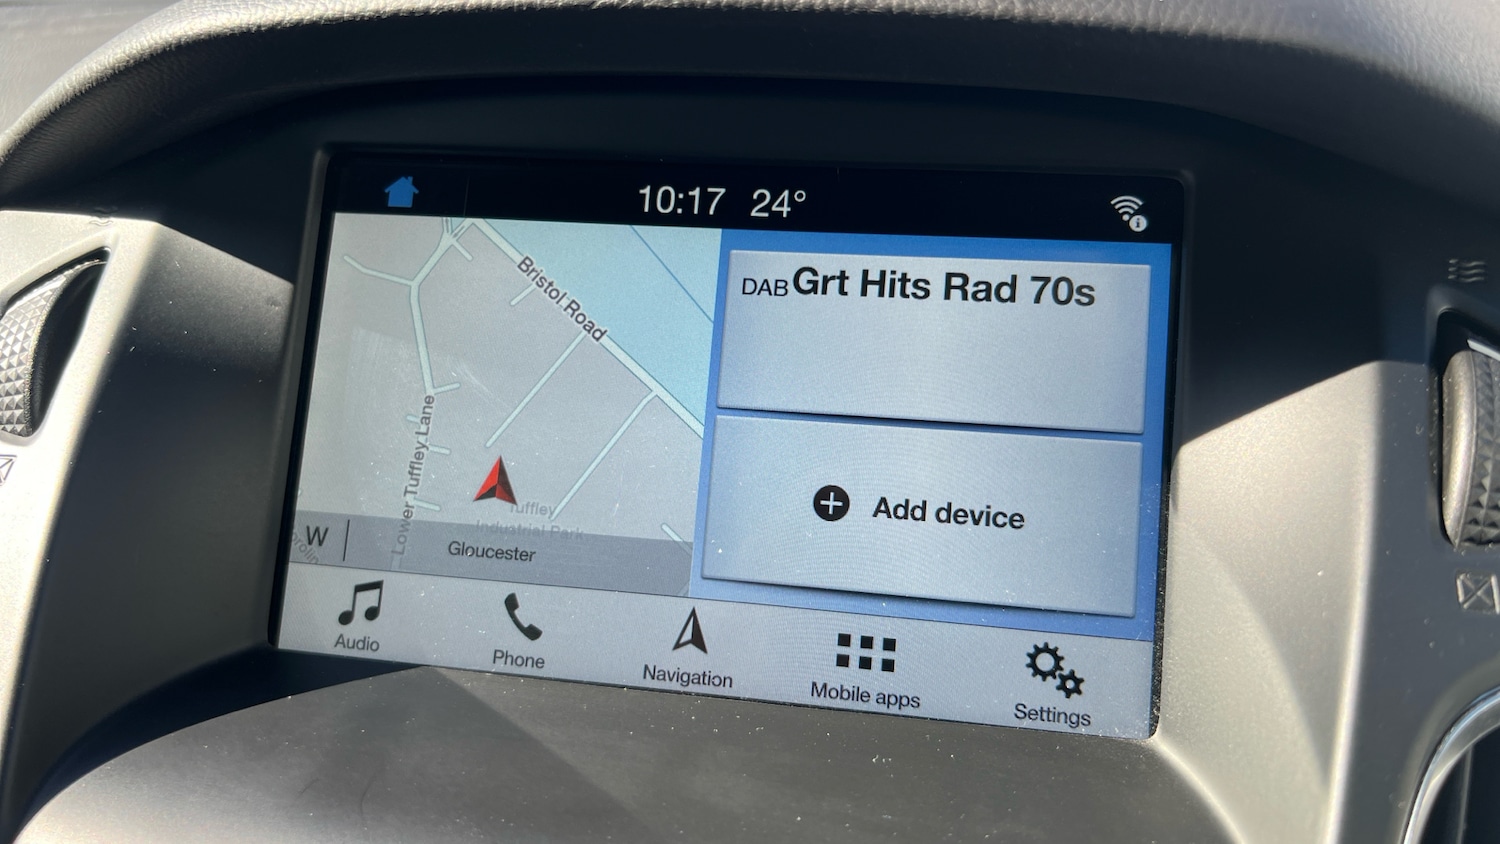 10:17 24°
Bristol Road
Lower Tuffley Lane
Tuffley
Industrial Park
W
Gloucester
DAB Grt Hits Rad 70s
Add device
Audio
Phone
Navigation
Mobile apps
Settings